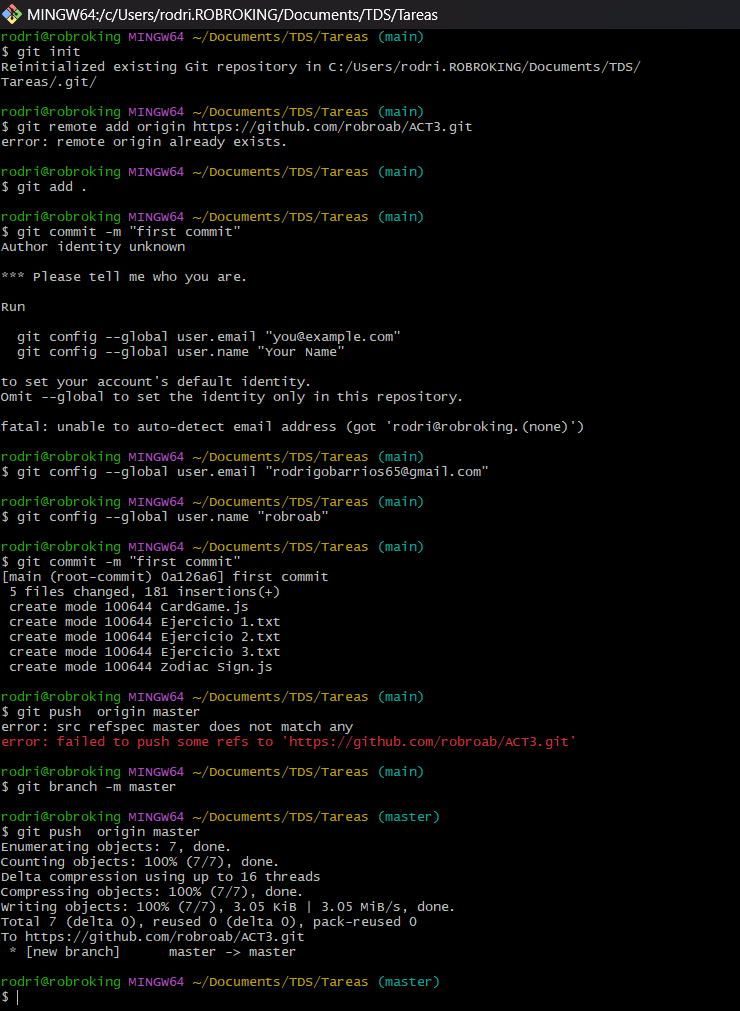 MINGW64:/c/Users/rodri.ROBROKING/Documents/TDS/Tareas
rodri@robroking MINGW64 ~/Documents/TDS/Tareas (main)
$ git init
Reinitialized existing Git repository in C:/Users/rodri.ROBROKING/Documents/TDS/
Tareas/.git/
rodri@robroking MINGW64 ~/Documents/TDS/Tareas (main)
$ git remote add origin https://github.com/robroab/ACT3.git
error: remote origin already exists.
rodri@robroking MINGW64 ~/Documents/TDS/Tareas (main)
$ git add .
rodri@robroking MINGW64 ~/Documents/TDS/Tareas (main)
$ git commit -m "first commit"
Author identity unknown
*** Please tell me who you are.
Run
  git config --global user.email "you@example.com"
  git config --global user.name "Your Name"
to set your account's default identity.
Omit --global to set the identity only in this repository.
fatal: unable to auto-detect email address (got 'rodri@robroking.(none)')
rodri@robroking MINGW64 ~/Documents/TDS/Tareas (main)
$ git config --global user.email "rodrigobarrios65@gmail.com"
rodri@robroking MINGW64 ~/Documents/TDS/Tareas (main)
$ git config --global user.name "robroab"
rodri@robroking MINGW64 ~/Documents/TDS/Tareas (main)
$ git commit -m "first commit"
[main (root-commit) 0a126a6] first commit
 5 files changed, 181 insertions(+)
 create mode 100644 CardGame.js
 create mode 100644 Ejercicio 1.txt
 create mode 100644 Ejercicio 2.txt
 create mode 100644 Ejercicio 3.txt
 create mode 100644 Zodiac Sign.js
rodri@robroking MINGW64 ~/Documents/TDS/Tareas (main)
$ git push  origin master
error: src refspec master does not match any
error: failed to push some refs to 'https://github.com/robroab/ACT3.git'
rodri@robroking MINGW64 ~/Documents/TDS/Tareas (main)
$ git branch -m master
rodri@robroking MINGW64 ~/Documents/TDS/Tareas (master)
$ git push  origin master
Enumerating objects: 7, done.
Counting objects: 100% (7/7), done.
Delta compression using up to 16 threads
Compressing objects: 100% (7/7), done.
Writing objects: 100% (7/7), 3.05 KiB | 3.05 MiB/s, done.
Total 7 (delta 0), reused 0 (delta 0), pack-reused 0
To https://github.com/robroab/ACT3.git
 * [new branch]      master -> master
rodri@robroking MINGW64 ~/Documents/TDS/Tareas (master)
$